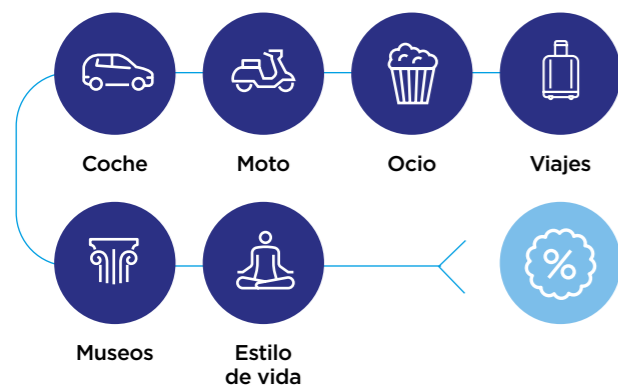 Coche
Moto
Ocio
Viajes
%
Museos
Estilo
de vida